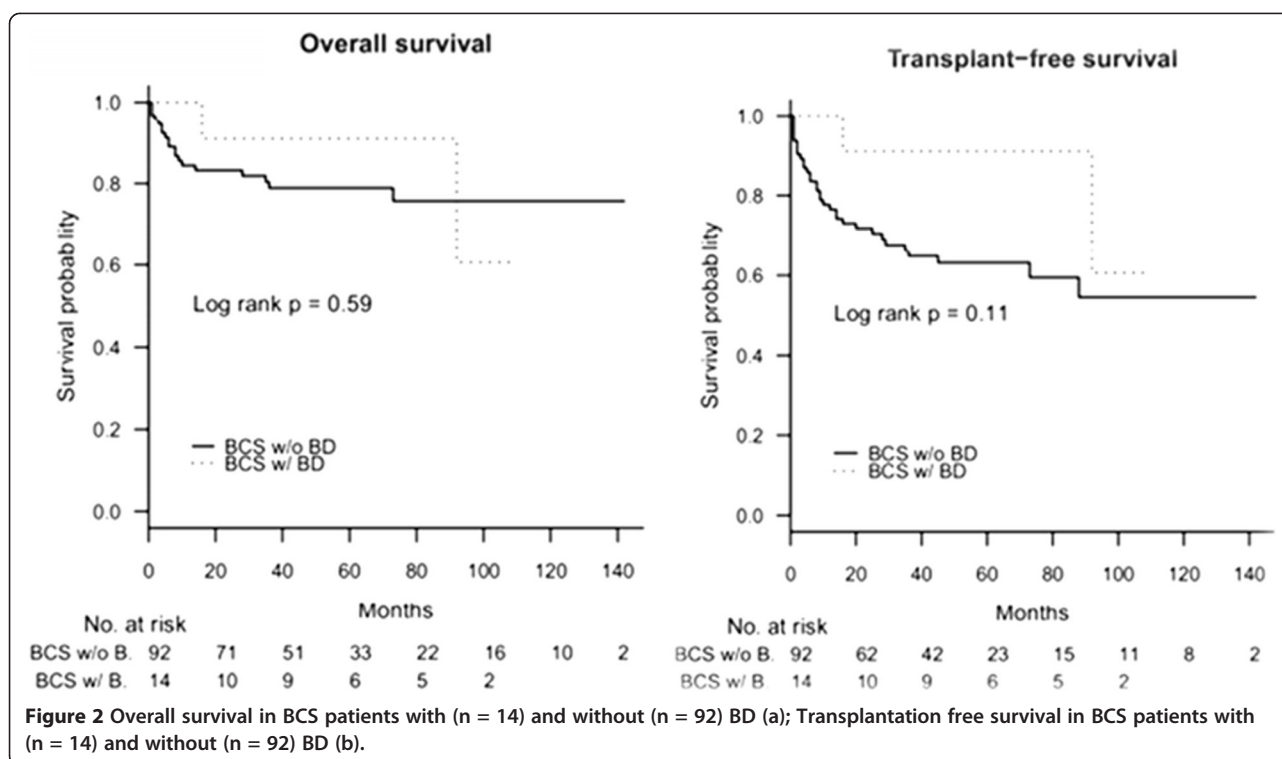 Overall survival
Survival probablity
1.0
0.8
0.6
0.4
0.2
0.0
Log rank p = 0.59
BCS w/o BD
BCS w/ BD
0 20 40 60 80 100 120 140
Months
No. at risk
BCS w/o B. 92 71 51 33 22 16 10 2
BCS w/ B. 14 10 9 6 5 2
Transplant-free survival
Survival probablity
1.0
0.8
0.6
0.4
0.2
0.0
Log rank p = 0.11
BCS w/o BD
BCS w/ BD
0 20 40 60 80 100 120 140
Months
No. at risk
BCS w/o B. 92 62 42 23 15 11 8 2
BCS w/ B 14 10 9 6 5 2
Figure 2 Overall survival in BCS patients with (n = 14) and without (n = 92) BD (a); Transplantation free survival in BCS patients with
(n = 14) and without (n = 92) BD (b).